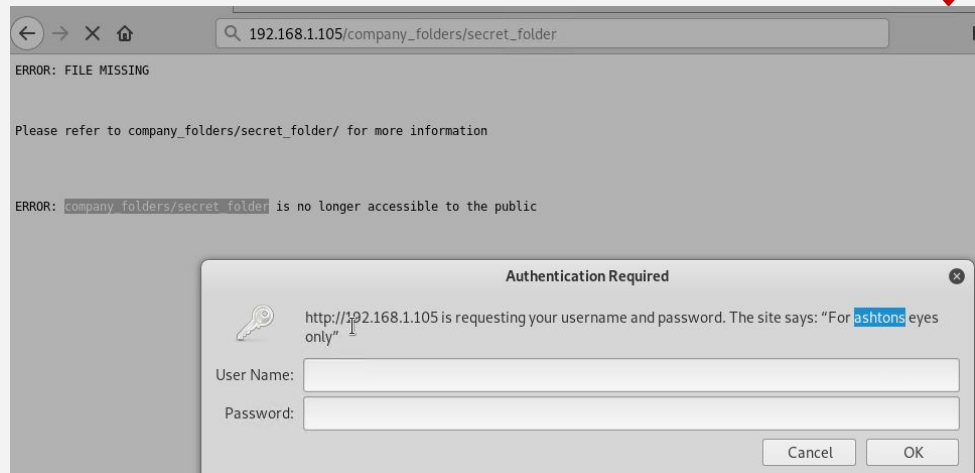 192.168.1.105/company_folders/secret_folder
ERROR: FILE MISSING
Please refer to company_folders/secret_folder/ for more information
ERROR: company_folders/secret_folder is no longer accessible to the public
Authentication Required
http://192.168.1.105 is requesting your username and password. The site says: “For ashtons eyes
only”
User Name:
Password:
Cancel
OK